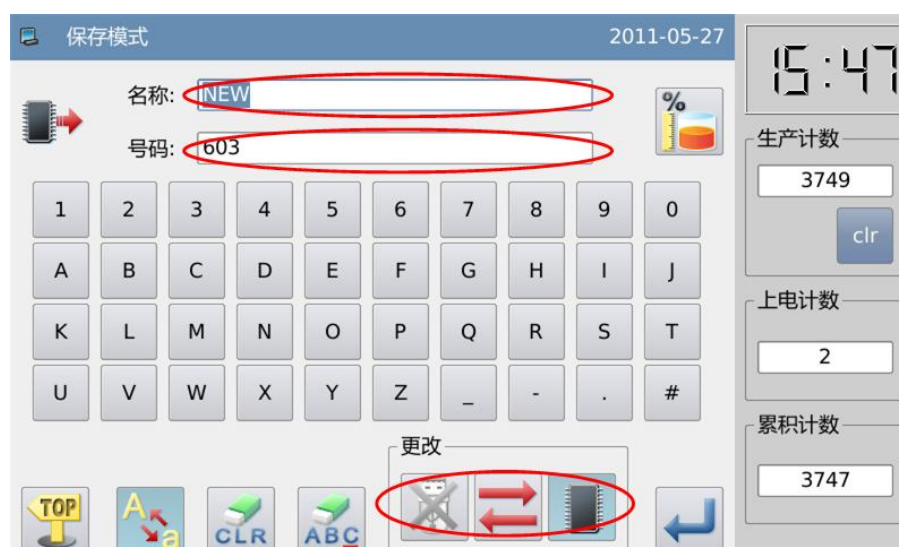 保存模式 2011-05-27
15:47
名称: NEW
%
号码: 603
生产计数
3749
clr
1 2 3 4 5 6 7 8 9 0
A B C D E F G H I J
K L M N O P Q R S T
U V W X Y Z _ - . #
上电计数
2
累积计数
3747
更改
TOP
A a
CLR
ABC